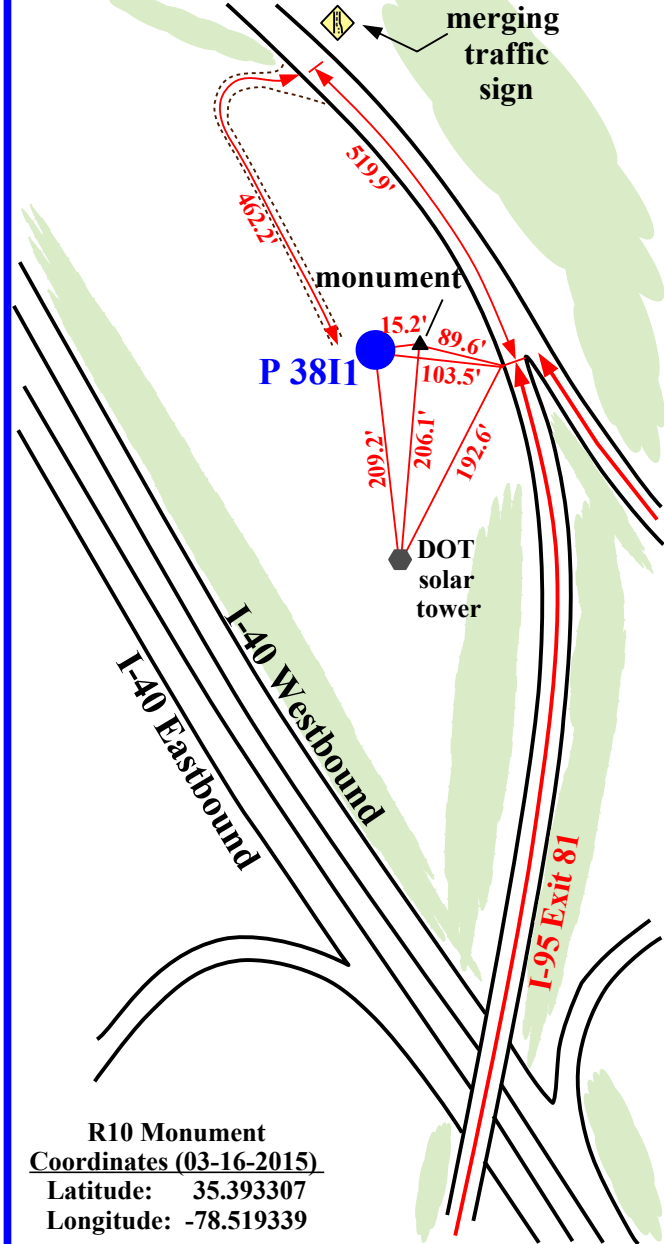 merging
traffic
sign
519.9'
462.2'
monument
15.2'
89.6'
P 38I1
103.5'
209.2'
206.1'
192.6'
DOT
solar
tower
I-40 Westbound
I-40 Eastbound
I-95 Exit 81
R10 Monument
Coordinates (03-16-2015)
Latitude: 35.393307
Longitude: -78.519339